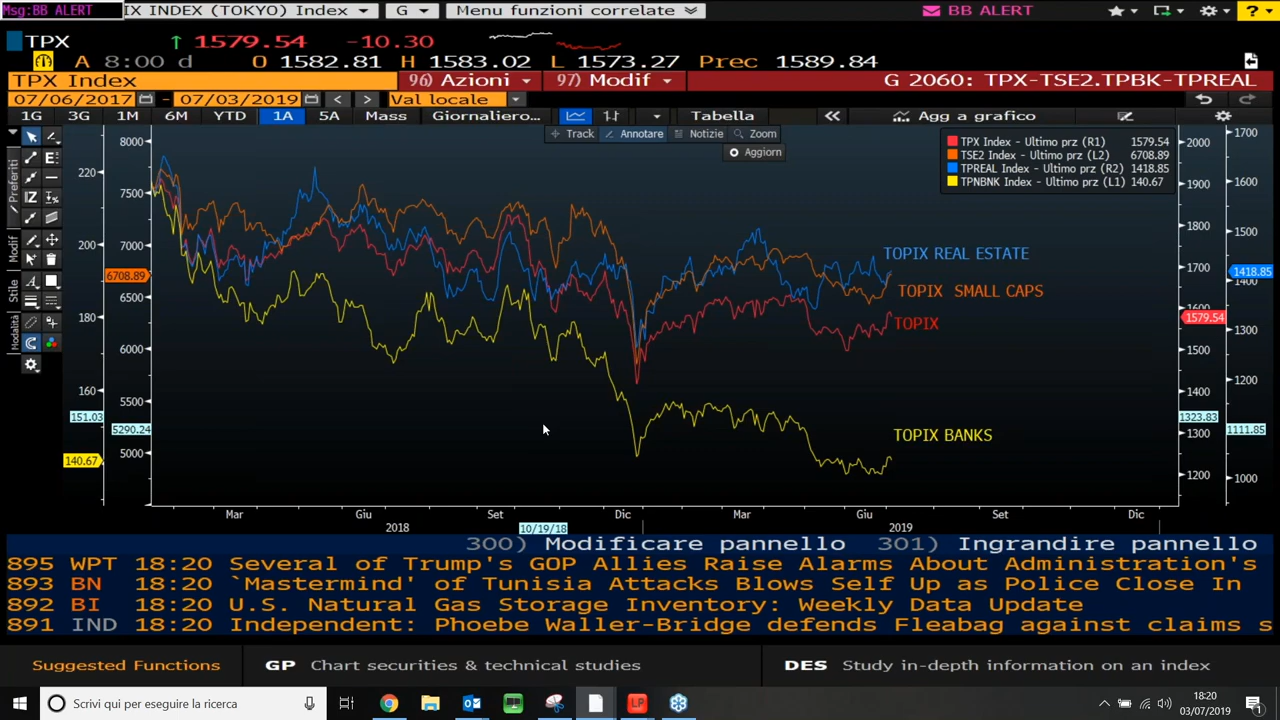 Msg:BB ALERT
IX INDEX (TOKYO) Index
G
Menu funzioni correlate
BB ALERT
?
TPX
1579.54
-10.30
A 8:00 d O 1582.81 H 1583.02 L 1573.27 Prec 1589.84
TPX Index
96) Azioni
97) Modif
G 2060: TPX-TSE2.TPBK-TPREAL
07/06/2017 - 07/03/2019
Val locale
1G 3G 1M 6M YTD 1A 5A Mass Giornaliero...
Tabella
Agg a grafico
Track Annotare Notizie Zoom
Aggiorn
Preferiti
Modif
Stile
Modalità
TPX Index - Ultimo prz (R1) 1579.54
TSE2 Index - Ultimo prz (L2) 6708.89
TPREAL Index - Ultimo prz (R2) 1418.85
TPNBNK Index - Ultimo prz (L1) 140.67
220
200
180
160
151.03
140.67
8000
7500
7000
6708.89
6500
6000
5500
5290.24
5000
TOPIX REAL ESTATE
TOPIX SMALL CAPS
TOPIX
TOPIX BANKS
2000
1900
1800
1700
1600
1579.54
1500
1400
1323.83
1300
1200
1700
1600
1500
1418.85
1400
1300
1200
1111.85
1000
Mar Giu Set Dic Mar Giu Set Dic
2018 10/19/18 2019
300) Modificare pannello 301) Ingrandire pannello
895 WPT 18:20 Several of Trump's GOP Allies Raise Alarms About Administration's
893 BN 18:20 `Mastermind' of Tunisia Attacks Blows Self Up as Police Close In
892 BI 18:20 U.S. Natural Gas Storage Inventory: Weekly Data Update
891 IND 18:20 Independent: Phoebe Waller-Bridge defends Fleabag against claims s
Suggested Functions
GP Chart securities & technical studies
DES Study in-depth information on an index
Scrivi qui per eseguire la ricerca
LP
18:20
03/07/2019
1